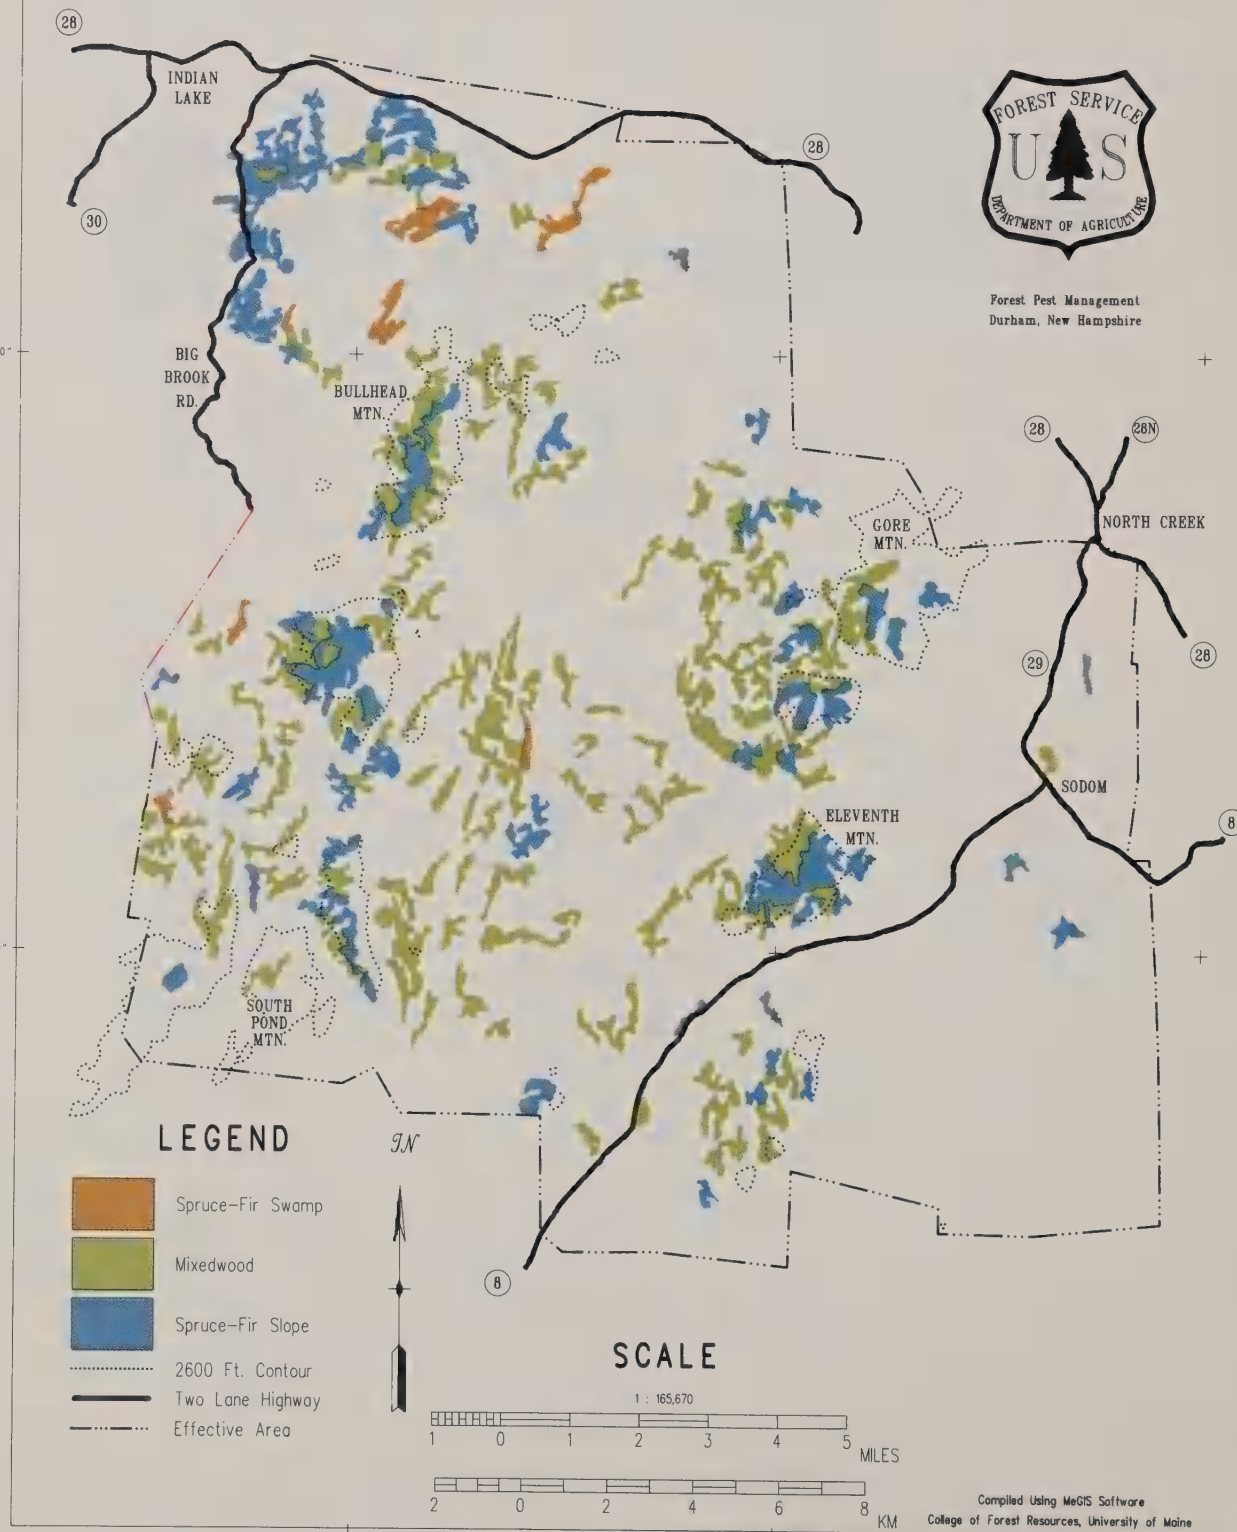 28
INDIAN
LAKE
30
28
FOREST SERVICE
U S
DEPARTMENT OF AGRICULTURE
Forest Pest Management
Durham, New Hampshire
0"
BIG
BROOK
RD.
BULLHEAD
MTN.
28
28N
GORE
MTN.
NORTH CREEK
29
28
SODOM
ELEVENTH
MTN.
8
"
SOUTH
POND
MTN.
LEGEND
Spruce-Fir Swamp
Mixedwood
Spruce-Fir Slope
2600 Ft. Contour
Two Lane Highway
Effective Area
8
SCALE
1 : 165,670
1 0 1 2 3 4 5
MILES
2 0 2 4 6 8
KM
Compiled Using MeGIS Software
College of Forest Resources, University of Maine